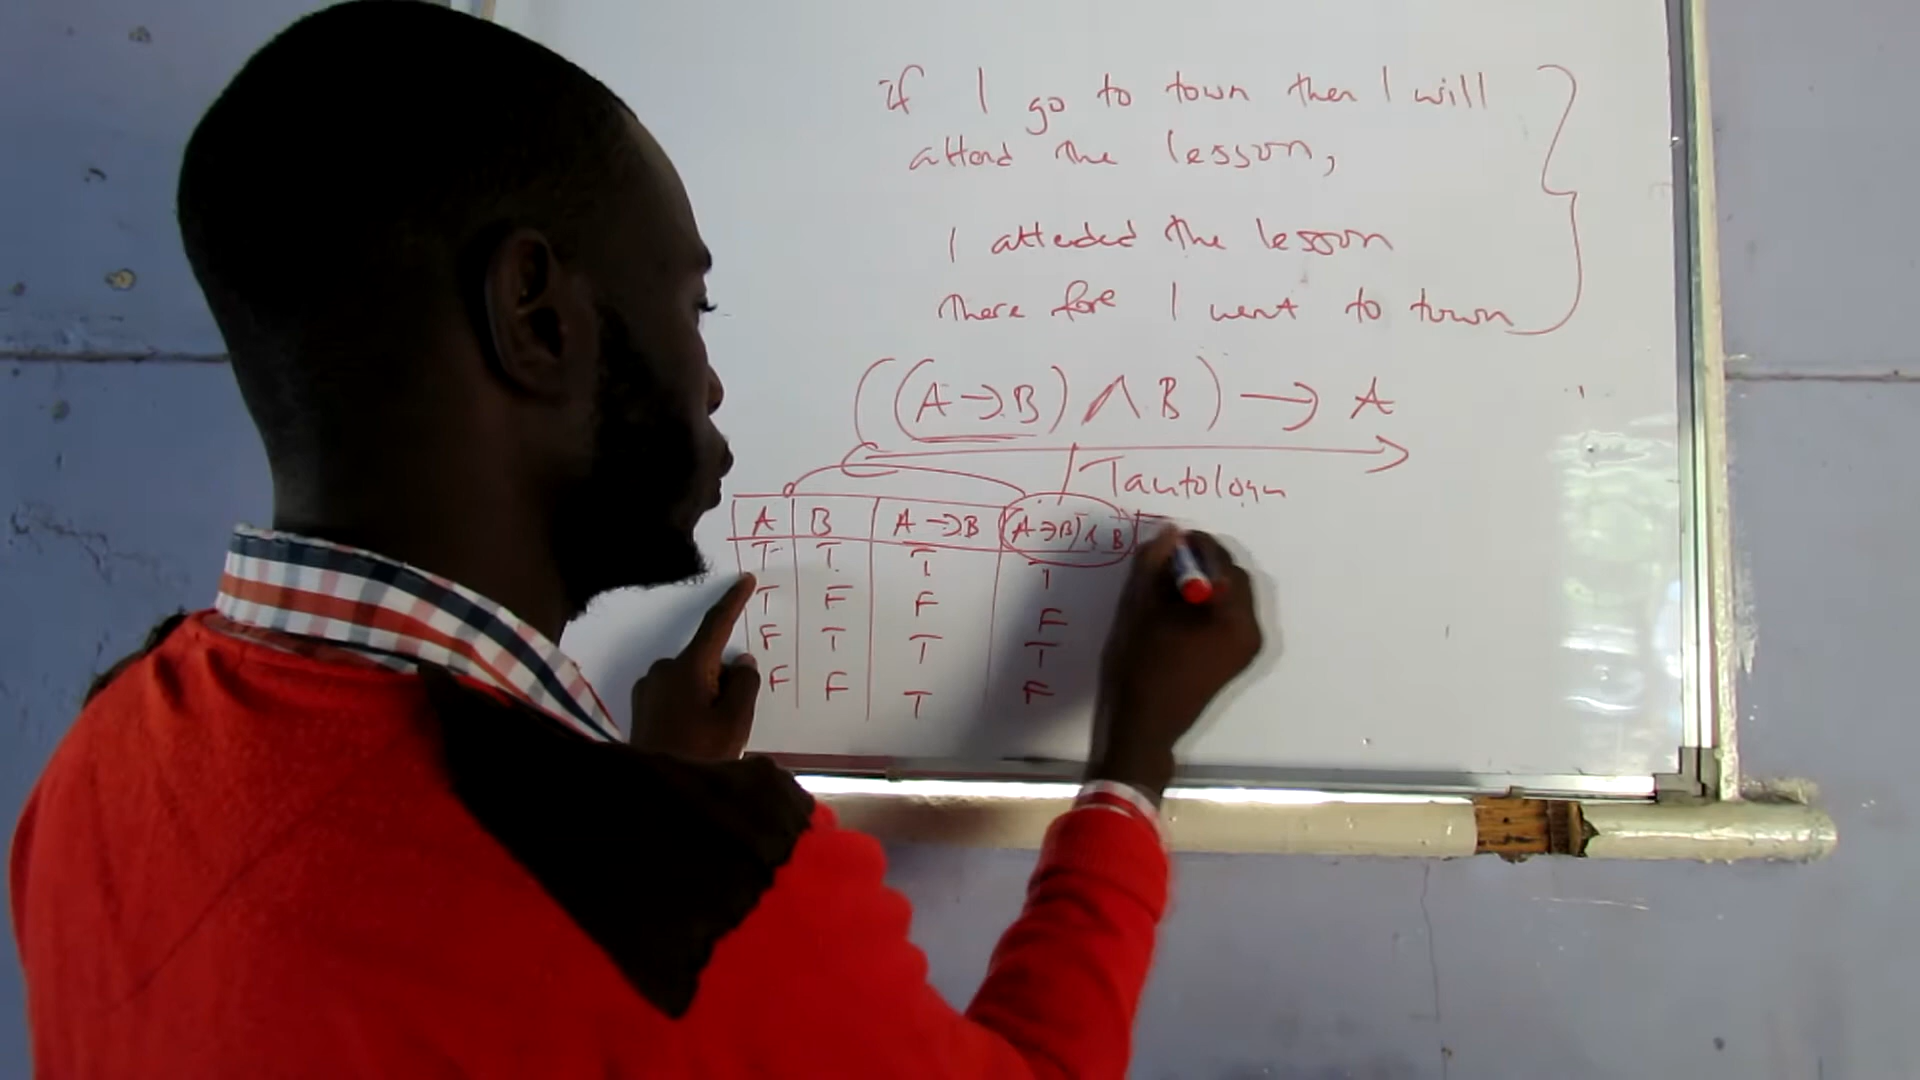 if I go to town then I will
attend the lesson,
I attended the lesson
there fore I went to town
((A→B) ∧ B) → A
Tautology
A B A→B (A→B) ∧ B
T T T T
T F F F
F T T T
F F T F